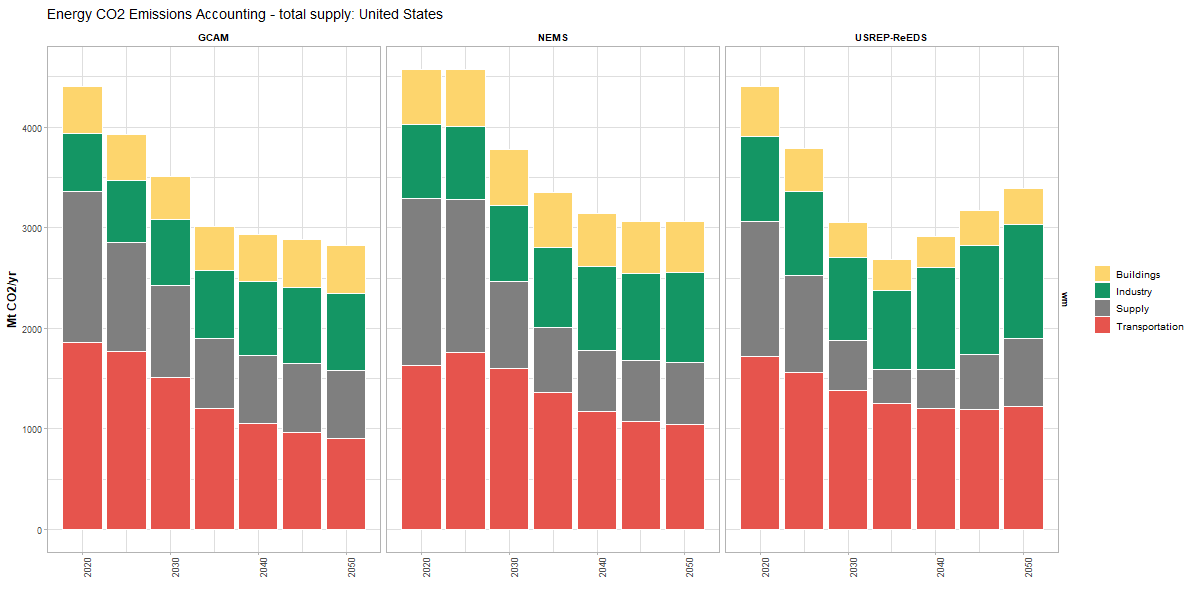 Energy CO2 Emissions Accounting - total supply: United States
GCAM
NEMS
USREP-ReEDS
Mt CO2/yr
4000
3000
2000
1000
0
2020
2030
2040
2050
2020
2030
2040
2050
2020
2030
2040
2050
wm
Buildings
Industry
Supply
Transportation